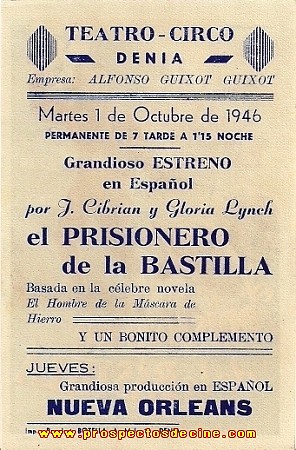 TEATRO-CIRCO
DENIA
Empresa: ALFONSO GUIXOT GUIXOT
Martes 1 de Octubre de 1946
PERMANENTE DE 7 TARDE A 1'15 NOCHE
Grandioso ESTRENO
en Español
por J. Cibrian y Gloria Lynch
el PRISIONERO
de la BASTILLA
Basada en la célebre novela
El Hombre de la Máscara de
Hierro
Y UN BONITO COMPLEMENTO
JUEVES:
Grandiosa producción en ESPAÑOL
NUEVA ORLEANS
www.prospectosdecine.com